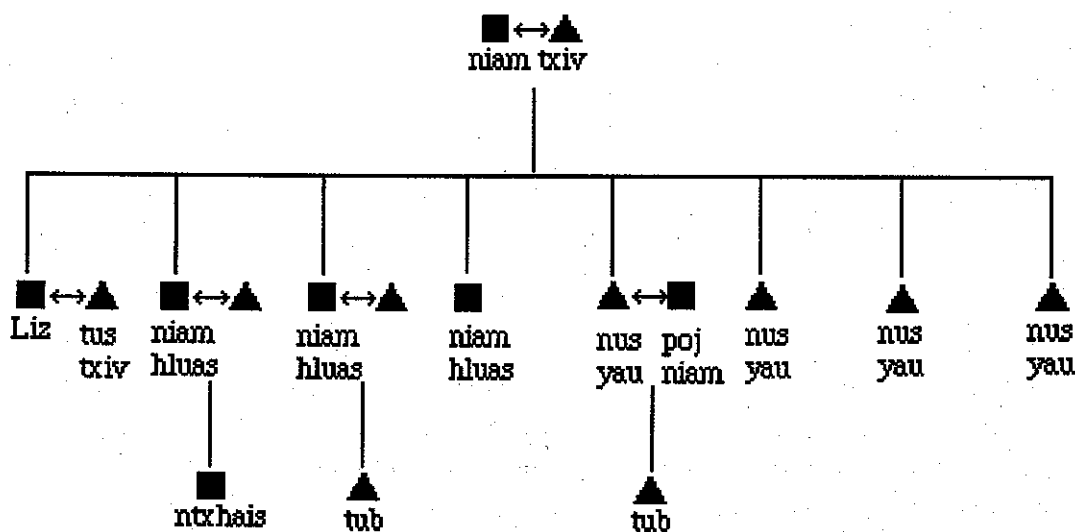 niam txiv
Liz
tus
txiv
niam
hluas
niam
hluas
niam
hluas
nus
yau
poj
niam
nus
yau
nus
yau
nus
yau
ntxhais
tub
tub